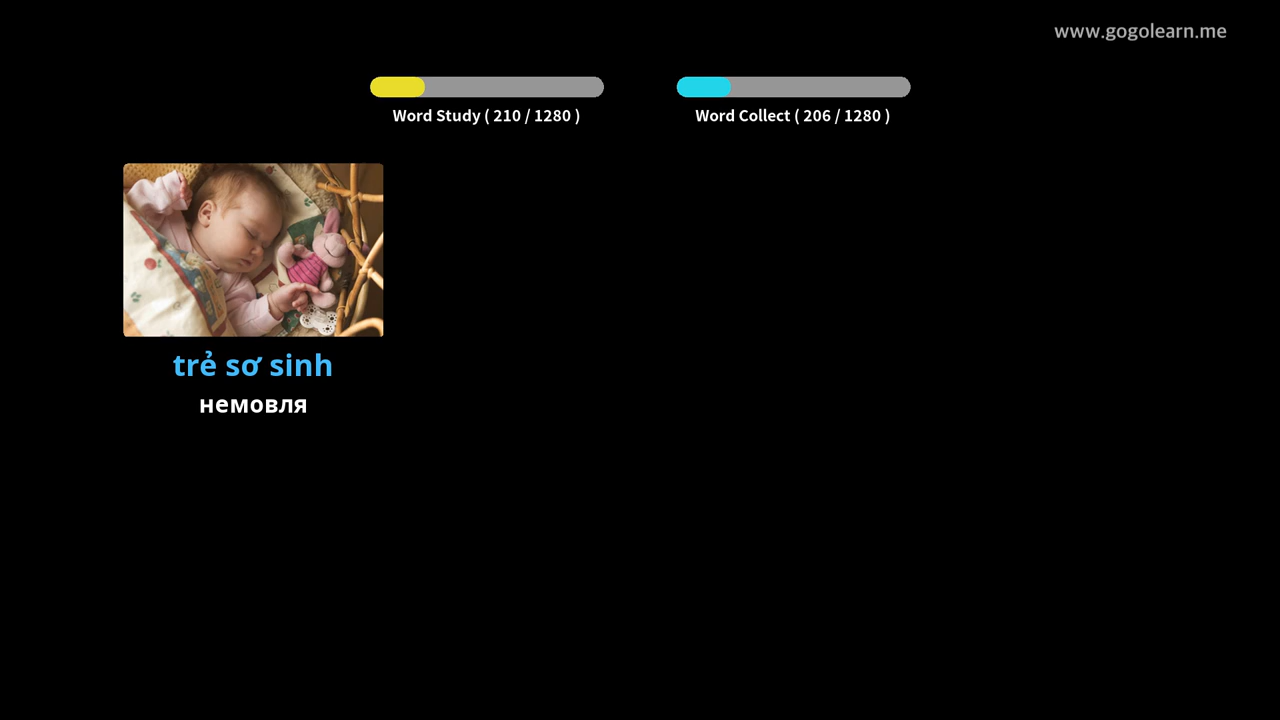 www.gogolearn.me
Word Study ( 210 / 1280 )
Word Collect ( 206 / 1280 )
trẻ sơ sinh
немовля